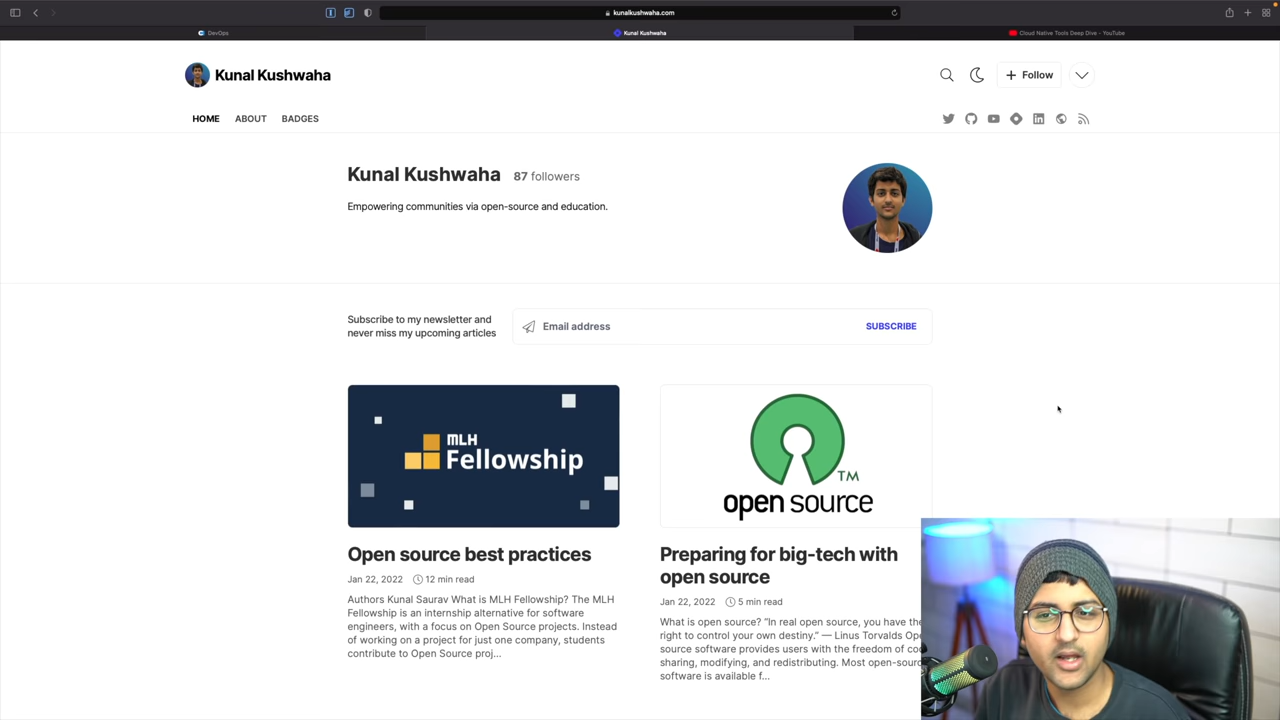 kunalkushwaha.com
DevOps
Kunal Kushwaha
Cloud Native Tools Deep Dive - YouTube
Kunal Kushwaha
Follow
HOME
ABOUT
BADGES
Kunal Kushwaha
87 followers
Empowering communities via open-source and education.
Subscribe to my newsletter and
never miss my upcoming articles
Email address
SUBSCRIBE
MLH
Fellowship
Open source best practices
Jan 22, 2022
12 min read
Authors Kunal Saurav What is MLH Fellowship? The MLH
Fellowship is an internship alternative for software
engineers, with a focus on Open Source projects. Instead
of working on a project for just one company, students
contribute to Open Source proj...
TM
open source
Preparing for big-tech with
open source
Jan 22, 2022
5 min read
What is open source? "In real open source, you have the
right to control your own destiny." — Linus Torvalds Ope
source software provides users with the freedom of
sharing, modifying, and redistributing. Most open-sour
software is available f...